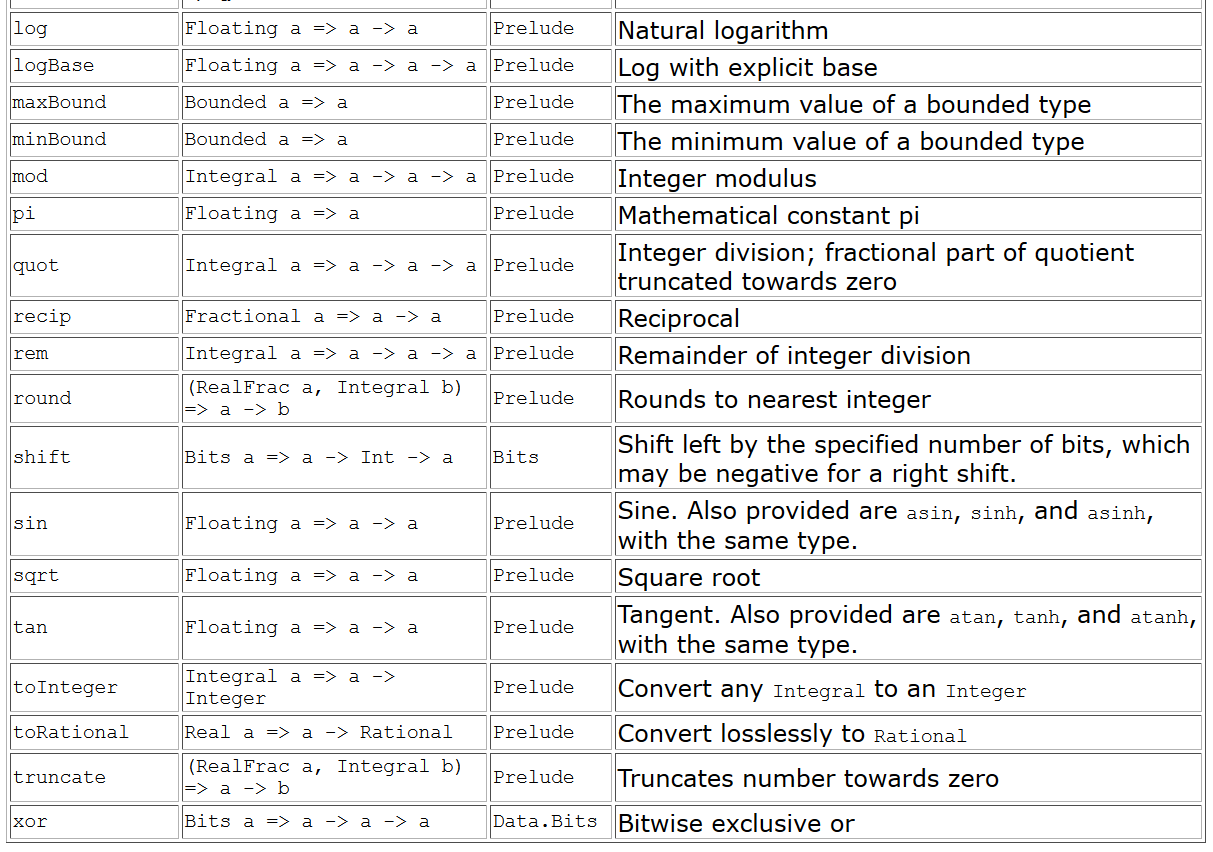 log Floating a => a -> a Prelude Natural logarithm
logBase Floating a => a -> a -> a Prelude Log with explicit base
maxBound Bounded a => a Prelude The maximum value of a bounded type
minBound Bounded a => a Prelude The minimum value of a bounded type
mod Integral a => a -> a -> a Prelude Integer modulus
pi Floating a => a Prelude Mathematical constant pi
quot Integral a => a -> a -> a Prelude Integer division; fractional part of quotient
truncated towards zero
recip Fractional a => a -> a Prelude Reciprocal
rem Integral a => a -> a -> a Prelude Remainder of integer division
round (RealFrac a, Integral b)
=> a -> b Prelude Rounds to nearest integer
shift Bits a => a -> Int -> a Bits Shift left by the specified number of bits, which
may be negative for a right shift.
sin Floating a => a -> a Prelude Sine. Also provided are asin, sinh, and asinh,
with the same type.
sqrt Floating a => a -> a Prelude Square root
tan Floating a => a -> a Prelude Tangent. Also provided are atan, tanh, and atanh,
with the same type.
toInteger Integral a => a ->
Integer Prelude Convert any Integral to an Integer
toRational Real a => a -> Rational Prelude Convert losslessly to Rational
truncate (RealFrac a, Integral b)
=> a -> b Prelude Truncates number towards zero
xor Bits a => a -> a -> a Data.Bits Bitwise exclusive or